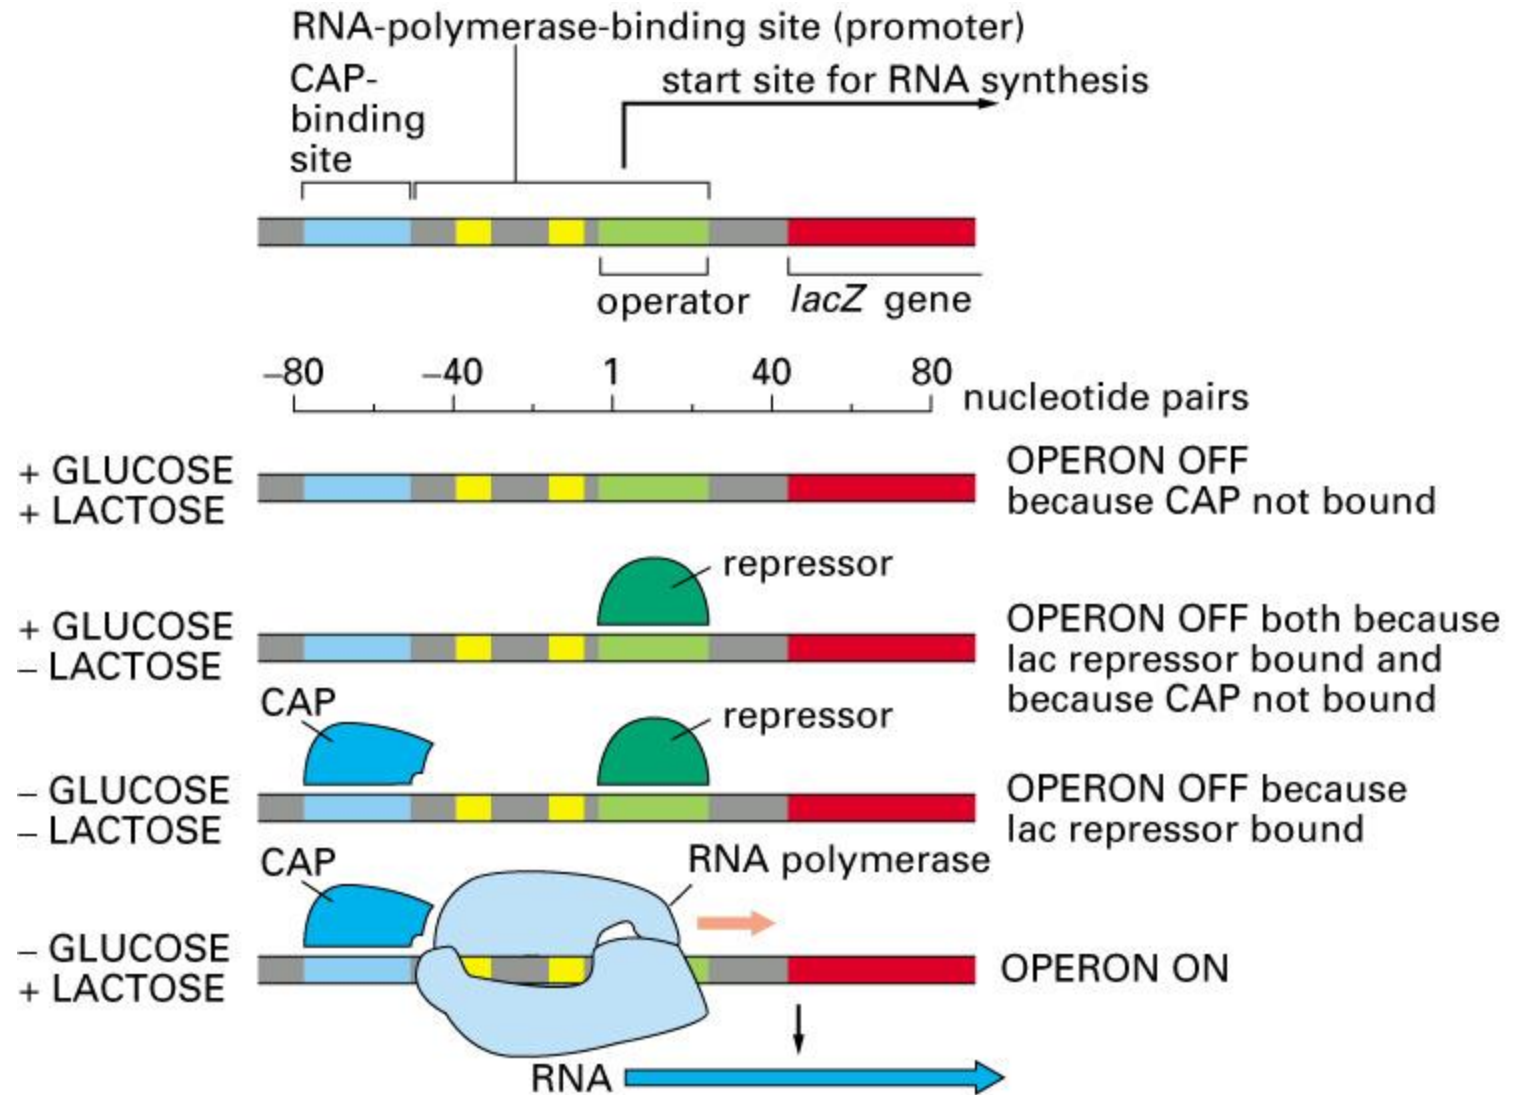 RNA-polymerase-binding site (promoter)
CAP-
binding
site
start site for RNA synthesis
operator
lacZ gene
–80 –40 1 40 80
nucleotide pairs
+ GLUCOSE
+ LACTOSE
OPERON OFF
because CAP not bound
repressor
+ GLUCOSE
– LACTOSE
OPERON OFF both because
lac repressor bound and
because CAP not bound
CAP
repressor
– GLUCOSE
– LACTOSE
OPERON OFF because
lac repressor bound
CAP
RNA polymerase
– GLUCOSE
+ LACTOSE
OPERON ON
RNA